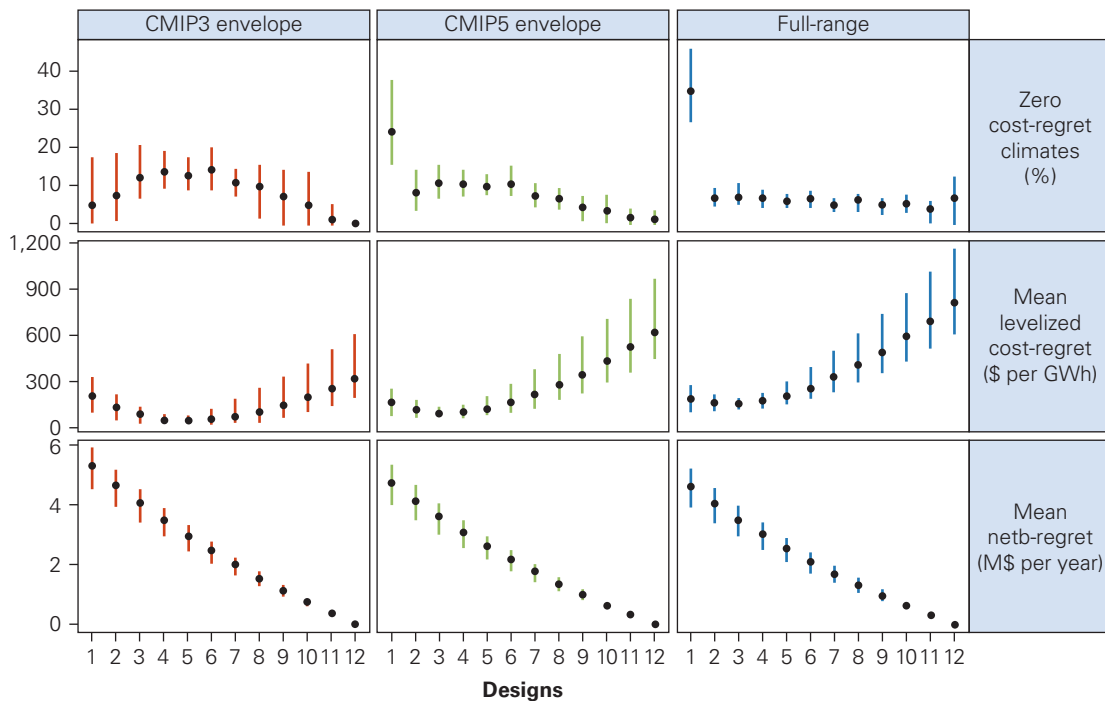 CMIP3 envelope
CMIP5 envelope
Full-range
40
30
20
10
0
Zero
cost-regret
climates
(%)
1,200
900
600
300
0
Mean
levelized
cost-regret
($ per GWh)
6
4
2
0
Mean
netb-regret
(M$ per year)
1 2 3 4 5 6 7 8 9 10 11 12
1 2 3 4 5 6 7 8 9 10 11 12
1 2 3 4 5 6 7 8 9 10 11 12
Designs